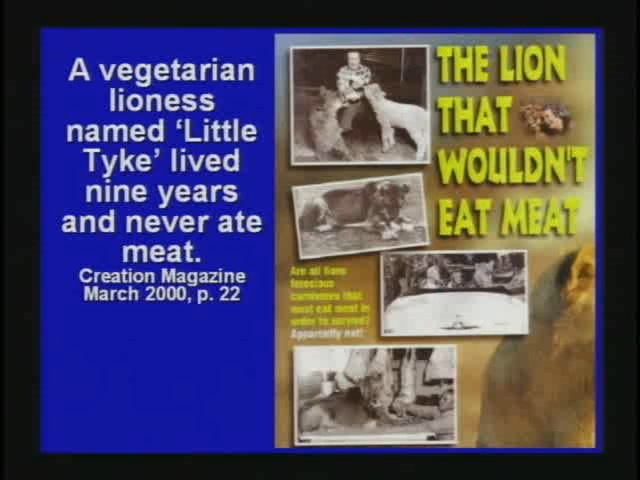 A vegetarian
lioness
named ‘Little
Tyke’ lived
nine years
and never ate
meat.
Creation Magazine
March 2000, p. 22
THE LION
THAT
WOULDN'T
EAT MEAT
Are all lions
ferocious
carnivores that
must eat meat in
order to survive?
Apparently not!